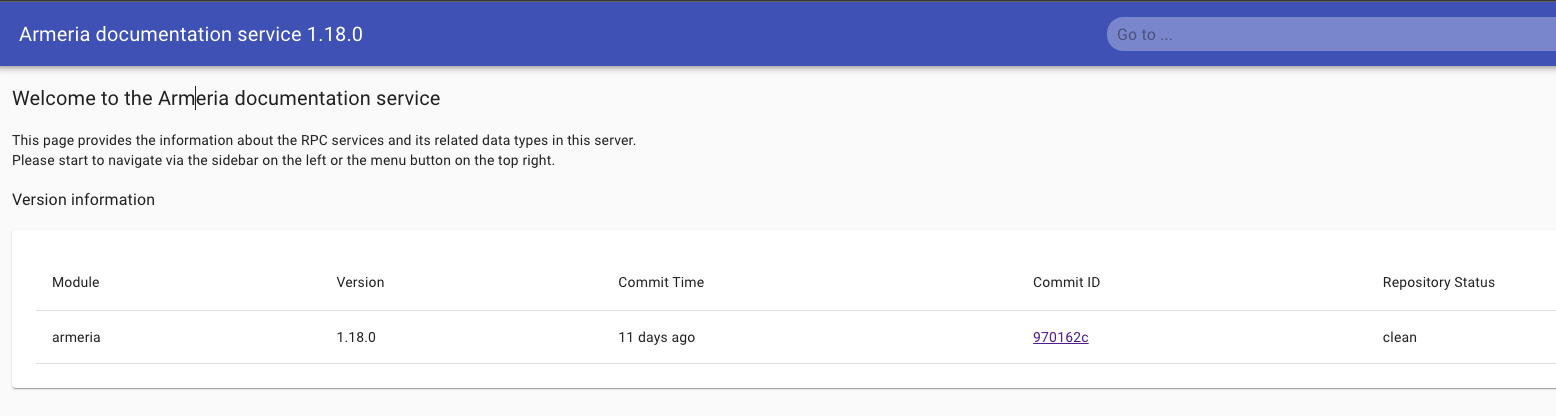 Armeria documentation service 1.18.0
Go to ...
Welcome to the Armeria documentation service
This page provides the information about the RPC services and its related data types in this server.
Please start to navigate via the sidebar on the left or the menu button on the top right.
Version information
Module Version Commit Time Commit ID Repository Status
armeria 1.18.0 11 days ago 970162c clean